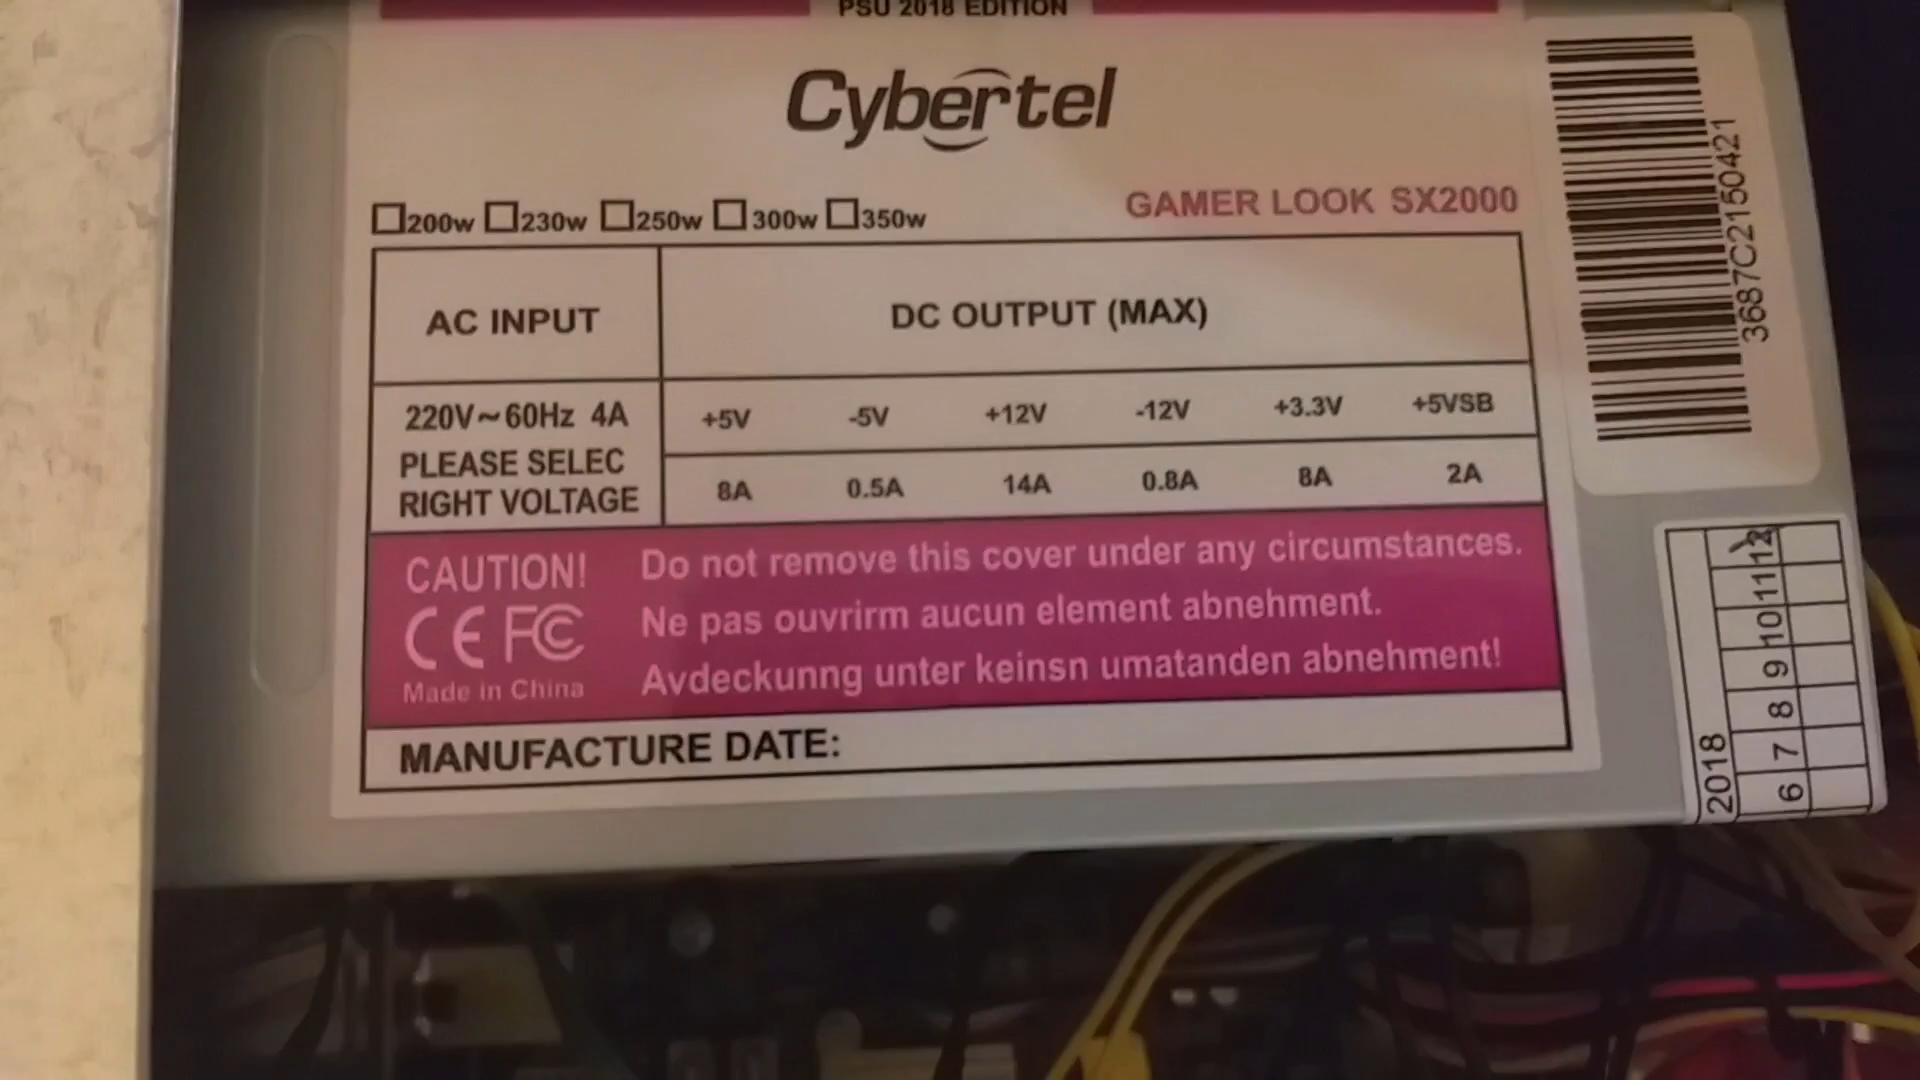 PSU 2018 EDITION
Cybertel
GAMER LOOK SX2000
200w 230w 250w 300w 350w
AC INPUT
DC OUTPUT (MAX)
220V~60Hz 4A
PLEASE SELEC
RIGHT VOLTAGE
+5V -5V +12V -12V +3.3V +5VSB
8A 0.5A 14A 0.8A 8A 2A
CAUTION!
CE FC
Made in China
Do not remove this cover under any circumstances.
Ne pas ouvrirm aucun element abnehment.
Avdeckunng unter keinsn umatanden abnehment!
MANUFACTURE DATE:
3687C2150421
2018
6 7 8 9 10 11 12